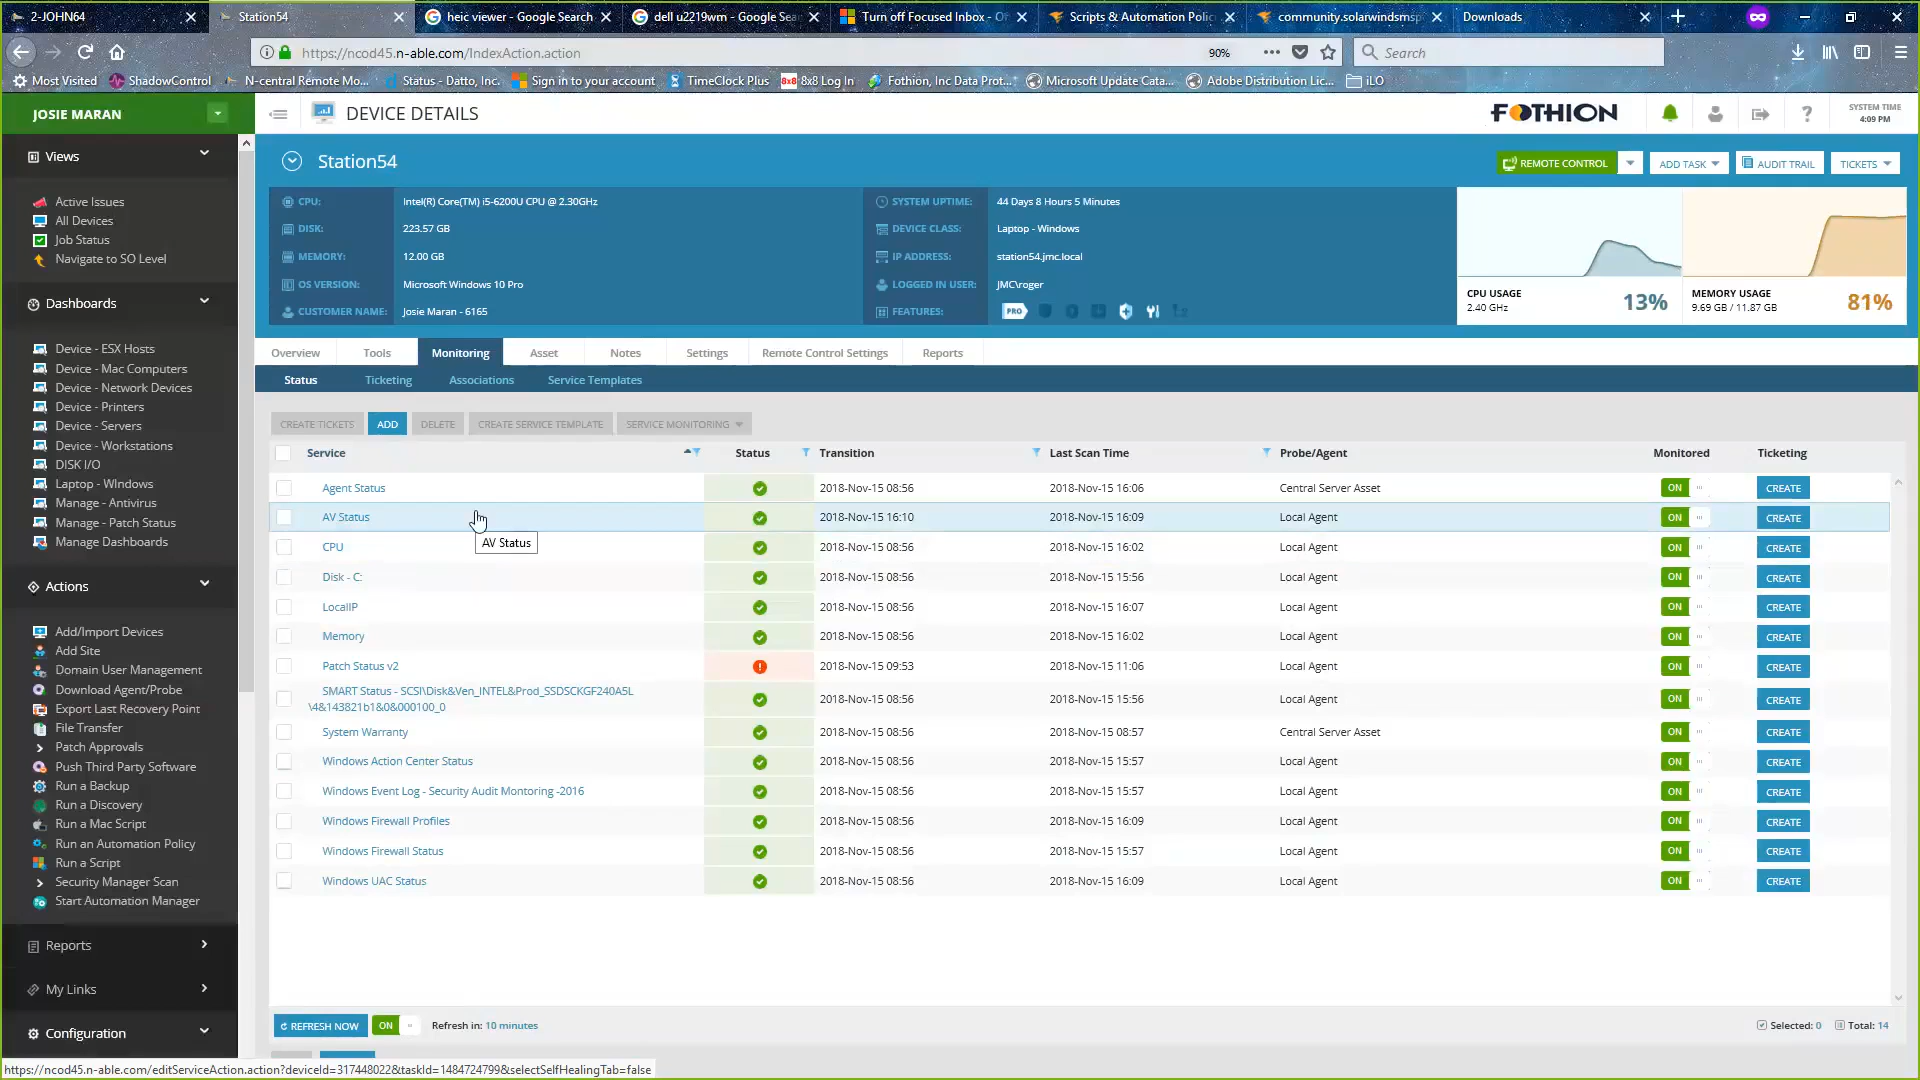 2-JOHN64
Station54
heic viewer - Google Search
dell u2219wm - Google Sea
Turn off Focused Inbox - Of
Scripts & Automation Polic
community.solarwindsmsp
Downloads
https://ncod45.n-able.com/IndexAction.action
90%
Search
Most Visited
ShadowControl
N-central Remote Mo...
Status - Datto, Inc.
Sign in to your account
TimeClock Plus
8x8 8x8 Log In
Fothion, Inc Data Prot...
Microsoft Update Cata...
Adobe Distribution Lic...
iLO
JOSIE MARAN
DEVICE DETAILS
FOTHION
?
SYSTEM TIME
4:09 PM
Views
Active Issues
All Devices
Job Status
Navigate to SO Level
Dashboards
Device - ESX Hosts
Device - Mac Computers
Device - Network Devices
Device - Printers
Device - Servers
Device - Workstations
DISK I/O
Laptop - Windows
Manage - Antivirus
Manage - Patch Status
Manage Dashboards
Actions
Add/Import Devices
Add Site
Domain User Management
Download Agent/Probe
Export Last Recovery Point
File Transfer
Patch Approvals
Push Third Party Software
Run a Backup
Run a Discovery
Run a Mac Script
Run an Automation Policy
Run a Script
Security Manager Scan
Start Automation Manager
Reports
My Links
Configuration
Station54
REMOTE CONTROL
ADD TASK
AUDIT TRAIL
TICKETS
CPU: Intel(R) Core(TM) i5-6200U CPU @ 2.30GHz
DISK: 223.57 GB
MEMORY: 12.00 GB
OS VERSION: Microsoft Windows 10 Pro
CUSTOMER NAME: Josie Maran - 6165
SYSTEM UPTIME: 44 Days 8 Hours 5 Minutes
DEVICE CLASS: Laptop - Windows
IP ADDRESS: station54.jmc.local
LOGGED IN USER: JMC\roger
FEATURES: PRO
CPU USAGE
2.40 GHz
13%
MEMORY USAGE
9.69 GB / 11.87 GB
81%
Overview Tools Monitoring Asset Notes Settings Remote Control Settings Reports
Status Ticketing Associations Service Templates
CREATE TICKETS ADD DELETE CREATE SERVICE TEMPLATE SERVICE MONITORING
Service Status Transition Last Scan Time Probe/Agent Monitored Ticketing
Agent Status 2018-Nov-15 08:56 2018-Nov-15 16:06 Central Server Asset ON CREATE
AV Status 2018-Nov-15 16:10 2018-Nov-15 16:09 Local Agent ON CREATE
AV Status
CPU 2018-Nov-15 08:56 2018-Nov-15 16:02 Local Agent ON CREATE
Disk - C: 2018-Nov-15 08:56 2018-Nov-15 15:56 Local Agent ON CREATE
LocalIP 2018-Nov-15 08:56 2018-Nov-15 16:07 Local Agent ON CREATE
Memory 2018-Nov-15 08:56 2018-Nov-15 16:02 Local Agent ON CREATE
Patch Status v2 2018-Nov-15 09:53 2018-Nov-15 11:06 Local Agent ON CREATE
SMART Status - SCSI\Disk&Ven_INTEL&Prod_SSDSCKGF240A5L
\4&143821b1&0&000100_0 2018-Nov-15 08:56 2018-Nov-15 15:56 Local Agent ON CREATE
System Warranty 2018-Nov-15 08:56 2018-Nov-15 08:57 Central Server Asset ON CREATE
Windows Action Center Status 2018-Nov-15 08:56 2018-Nov-15 15:57 Local Agent ON CREATE
Windows Event Log - Security Audit Montoring -2016 2018-Nov-15 08:56 2018-Nov-15 15:57 Local Agent ON CREATE
Windows Firewall Profiles 2018-Nov-15 08:56 2018-Nov-15 16:09 Local Agent ON CREATE
Windows Firewall Status 2018-Nov-15 08:56 2018-Nov-15 15:57 Local Agent ON CREATE
Windows UAC Status 2018-Nov-15 08:56 2018-Nov-15 16:09 Local Agent ON CREATE
REFRESH NOW ON Refresh in: 10 minutes
Selected: 0 Total: 14
https://ncod45.n-able.com/editServiceAction.action?deviceId=317448022&taskId=1484724799&selectSelfHealingTab=false